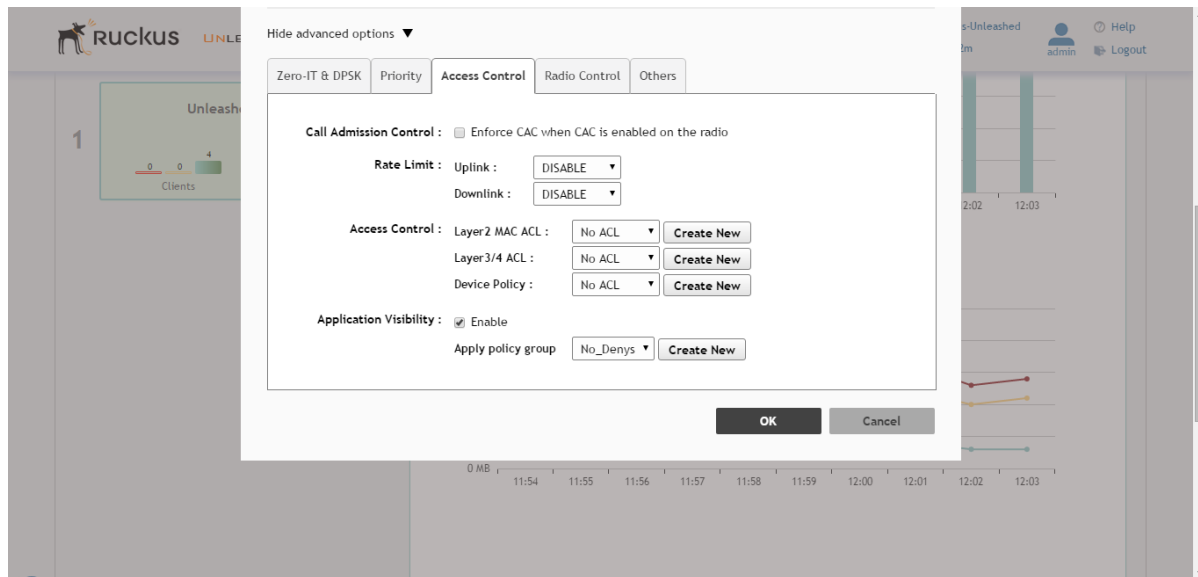 RUCKUS UNLE
s-Unleashed
2m
admin
Help
Logout
Hide advanced options ▼
Zero-IT & DPSK Priority Access Control Radio Control Others
Call Admission Control : Enforce CAC when CAC is enabled on the radio
Rate Limit : Uplink : DISABLE
Downlink : DISABLE
Access Control : Layer2 MAC ACL : No ACL Create New
Layer3/4 ACL : No ACL Create New
Device Policy : No ACL Create New
Application Visibility : Enable
Apply policy group No_Denys Create New
OK Cancel
1
Unleash
0 0 4
Clients
2:02 12:03
0 MB
11:54 11:55 11:56 11:57 11:58 11:59 12:00 12:01 12:02 12:03